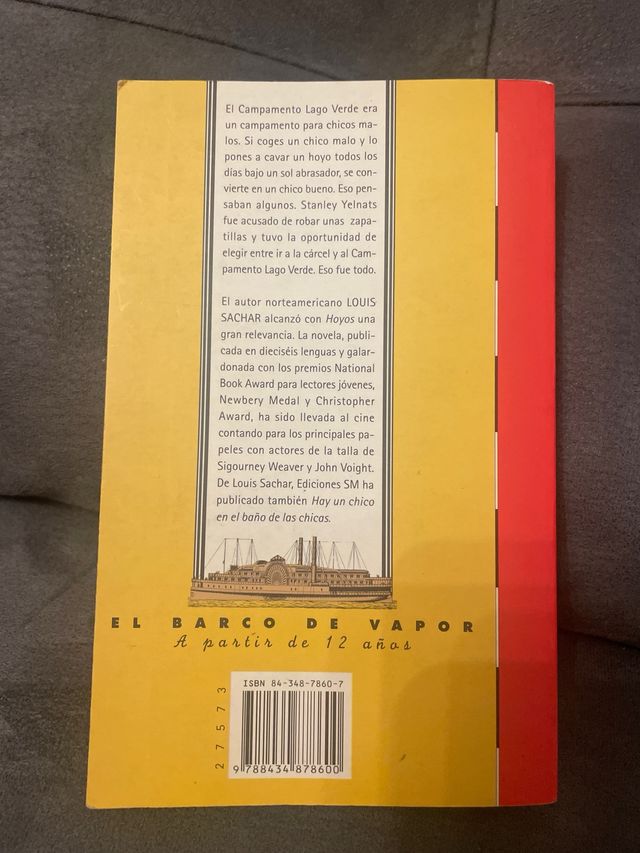 El Campamento Lago Verde era
un campamento para chicos ma-
los. Si coges un chico malo y lo
pones a cavar un hoyo todos los
días bajo un sol abrasador, se con-
vierte en un chico bueno. Eso pen-
saban algunos. Stanley Yelnats
fue acusado de robar unas zapa-
tillas y tuvo la oportunidad de
elegir entre ir a la cárcel y al Cam-
pamento Lago Verde. Eso fue todo.
El autor norteamericano LOUIS
SACHAR alcanzó con Hoyos una
gran relevancia. La novela, publi-
cada en dieciséis lenguas y galar-
donada con los premios National
Book Award para lectores jóvenes,
Newbery Medal y Christopher
Award, ha sido llevada al cine
contando para los principales pa-
peles con actores de la talla de
Sigourney Weaver y John Voight.
De Louis Sachar, Ediciones SM ha
publicado también Hay un chico
en el baño de las chicas.
EL BARCO DE VAPOR
A partir de 12 años
ISBN 84-348-7860-7
27573
9 788434 878600